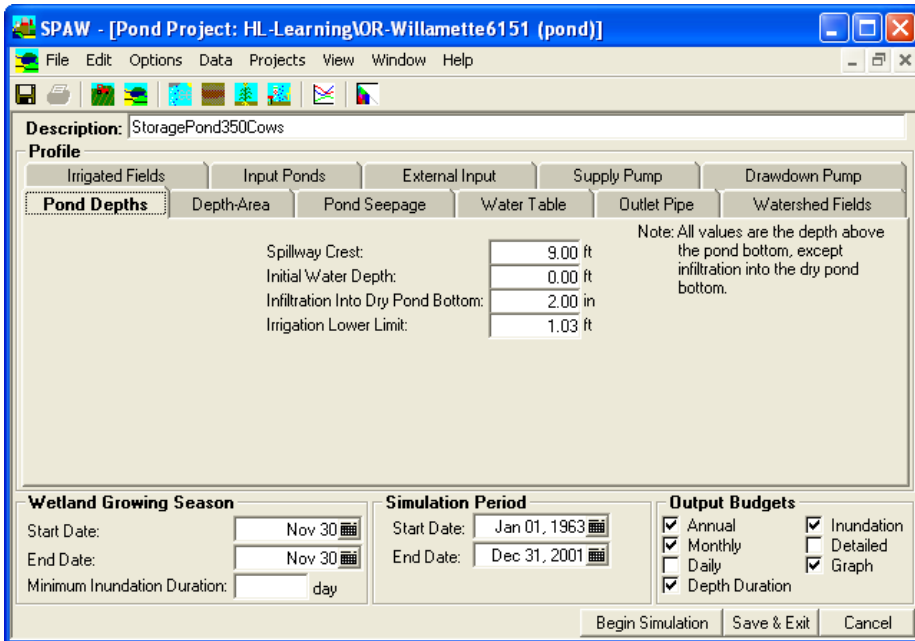 SPAW - [Pond Project: HL-Learning\OR-Willamette6151 (pond)]
File Edit Options Data Projects View Window Help
Description: StoragePond350Cows
Profile
Irrigated Fields Input Ponds External Input Supply Pump Drawdown Pump
Pond Depths Depth-Area Pond Seepage Water Table Outlet Pipe Watershed Fields
Spillway Crest: 9.00 ft
Initial Water Depth: 0.00 ft
Infiltration Into Dry Pond Bottom: 2.00 in
Irrigation Lower Limit: 1.03 ft
Note: All values are the depth above
the pond bottom, except
infiltration into the dry pond
bottom.
Wetland Growing Season
Start Date: Nov 30
End Date: Nov 30
Minimum Inundation Duration: day
Simulation Period
Start Date: Jan 01, 1963
End Date: Dec 31, 2001
Output Budgets
Annual Inundation
Monthly Detailed
Daily Graph
Depth Duration
Begin Simulation Save & Exit Cancel